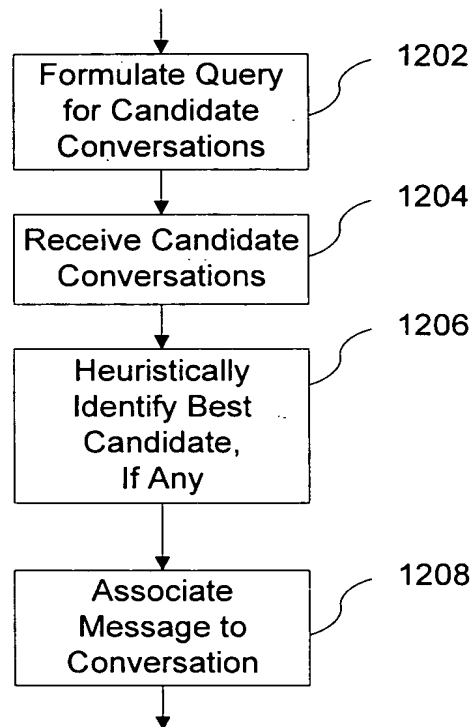 1202
Formulate Query
for Candidate
Conversations
1204
Receive Candidate
Conversations
1206
Heuristically
Identify Best
Candidate,
If Any
1208
Associate
Message to
Conversation